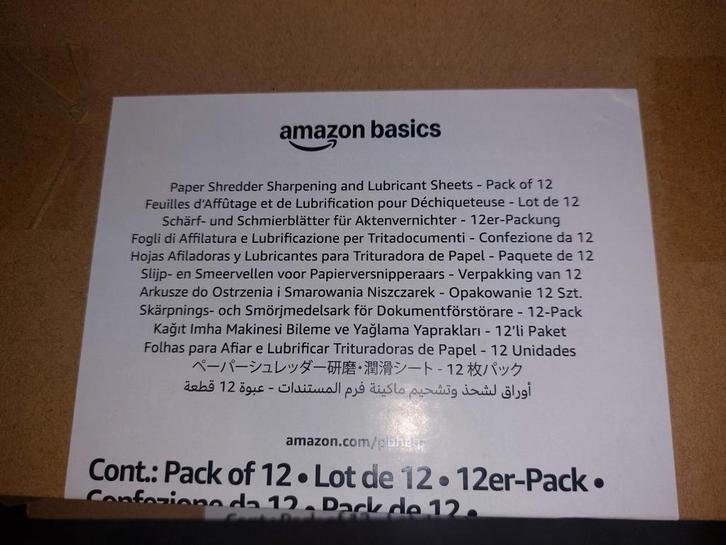 amazon basics
Paper Shredder Sharpening and Lubricant Sheets - Pack of 12
Feuilles d'Affûtage et de Lubrification pour Déchiqueteuse - Lot de 12
Schärf- und Schmierblätter für Aktenvernichter - 12er-Packung
Fogli di Affilatura e Lubrificazione per Tritadocumenti - Confezione da 12
Hojas Afiladoras y Lubricantes para Trituradora de Papel - Paquete de 12
Slijp- en Smeervellen voor Papierversnipperaars - Verpakking van 12
Arkusze do Ostrzenia i Smarowania Niszczarek - Opakowanie 12 Szt.
Skärpnings- och Smörjmedelsark för Dokumentförstörare - 12-Pack
Kağıt Imha Makinesi Bileme ve Yağlama Yaprakları - 12'li Paket
Folhas para Afiar e Lubrificar Trituradoras de Papel - 12 Unidades
ペーパーシュレッダー研磨・潤滑シート - 12 枚パック
أوراق لشحذ وتشحيم ماكينة فرم المستندات - عبوة 12 قطعة
Cont.: Pack of 12 • Lot de 12 • 12er-Pack •
Confezione da 12 • Pack de 12 •